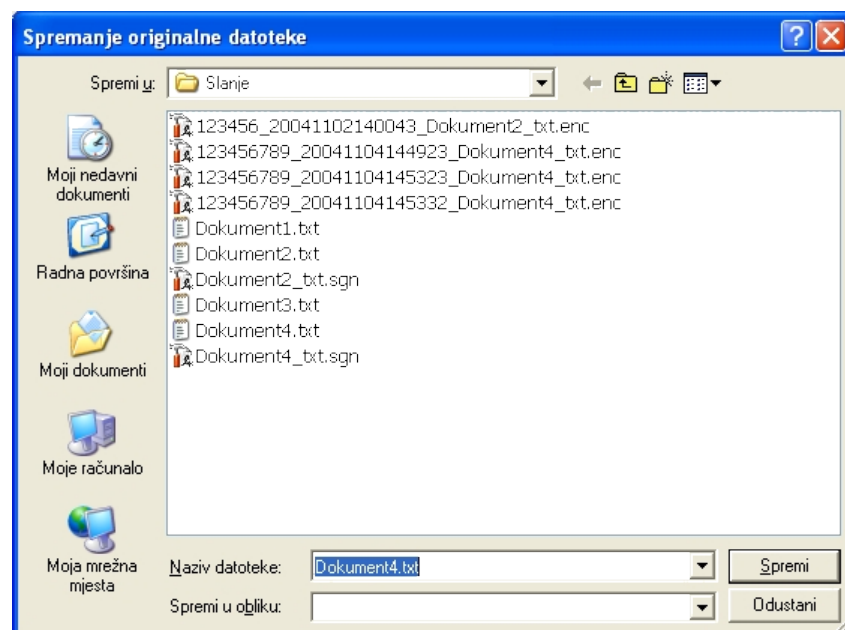 Spremanje originalne datoteke
Spremi u:
Slanje
Moji nedavni
dokumenti
Radna površina
Moji dokumenti
Moje računalo
Moja mrežna
mjesta
123456_20041102140043_Dokument2_txt.enc
123456789_20041104144923_Dokument4_txt.enc
123456789_20041104145323_Dokument4_txt.enc
123456789_20041104145332_Dokument4_txt.enc
Dokument1.txt
Dokument2.txt
Dokument2_txt.sgn
Dokument3.txt
Dokument4.txt
Dokument4_txt.sgn
Naziv datoteke:
Dokument4.txt
Spremi
Spremi u obliku:
Odustani